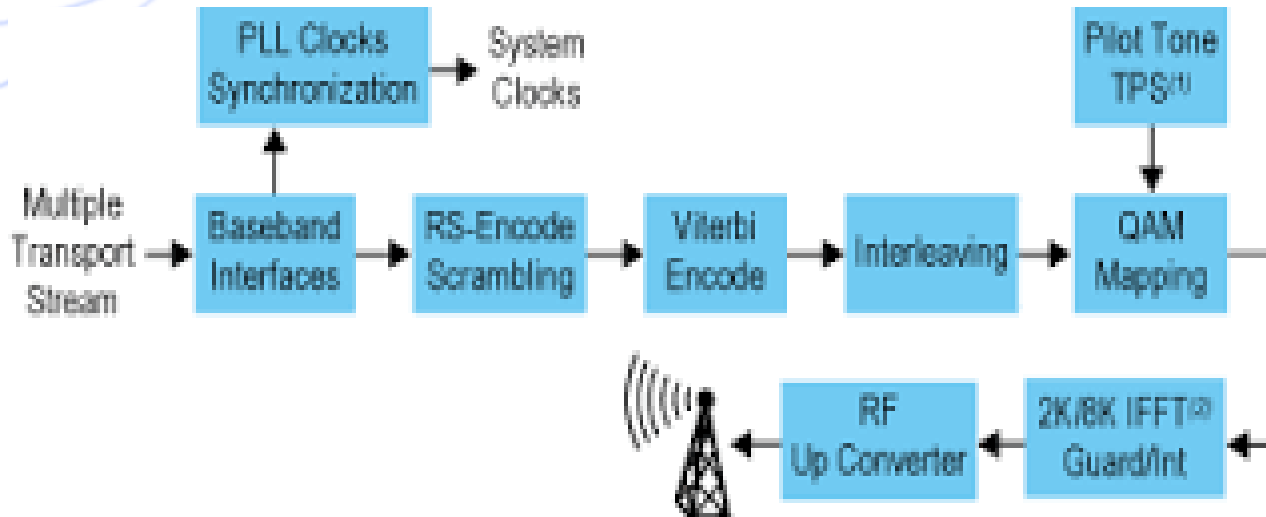 PLL Clocks
Synchronization
System
Clocks
Pilot Tone
TPS(1)
Multiple
Transport
Stream
Baseband
Interfaces
RS-Encode
Scrambling
Viterbi
Encode
Interleaving
QAM
Mapping
RF
Up Converter
2K/8K IFFT(2)
Guard/Int